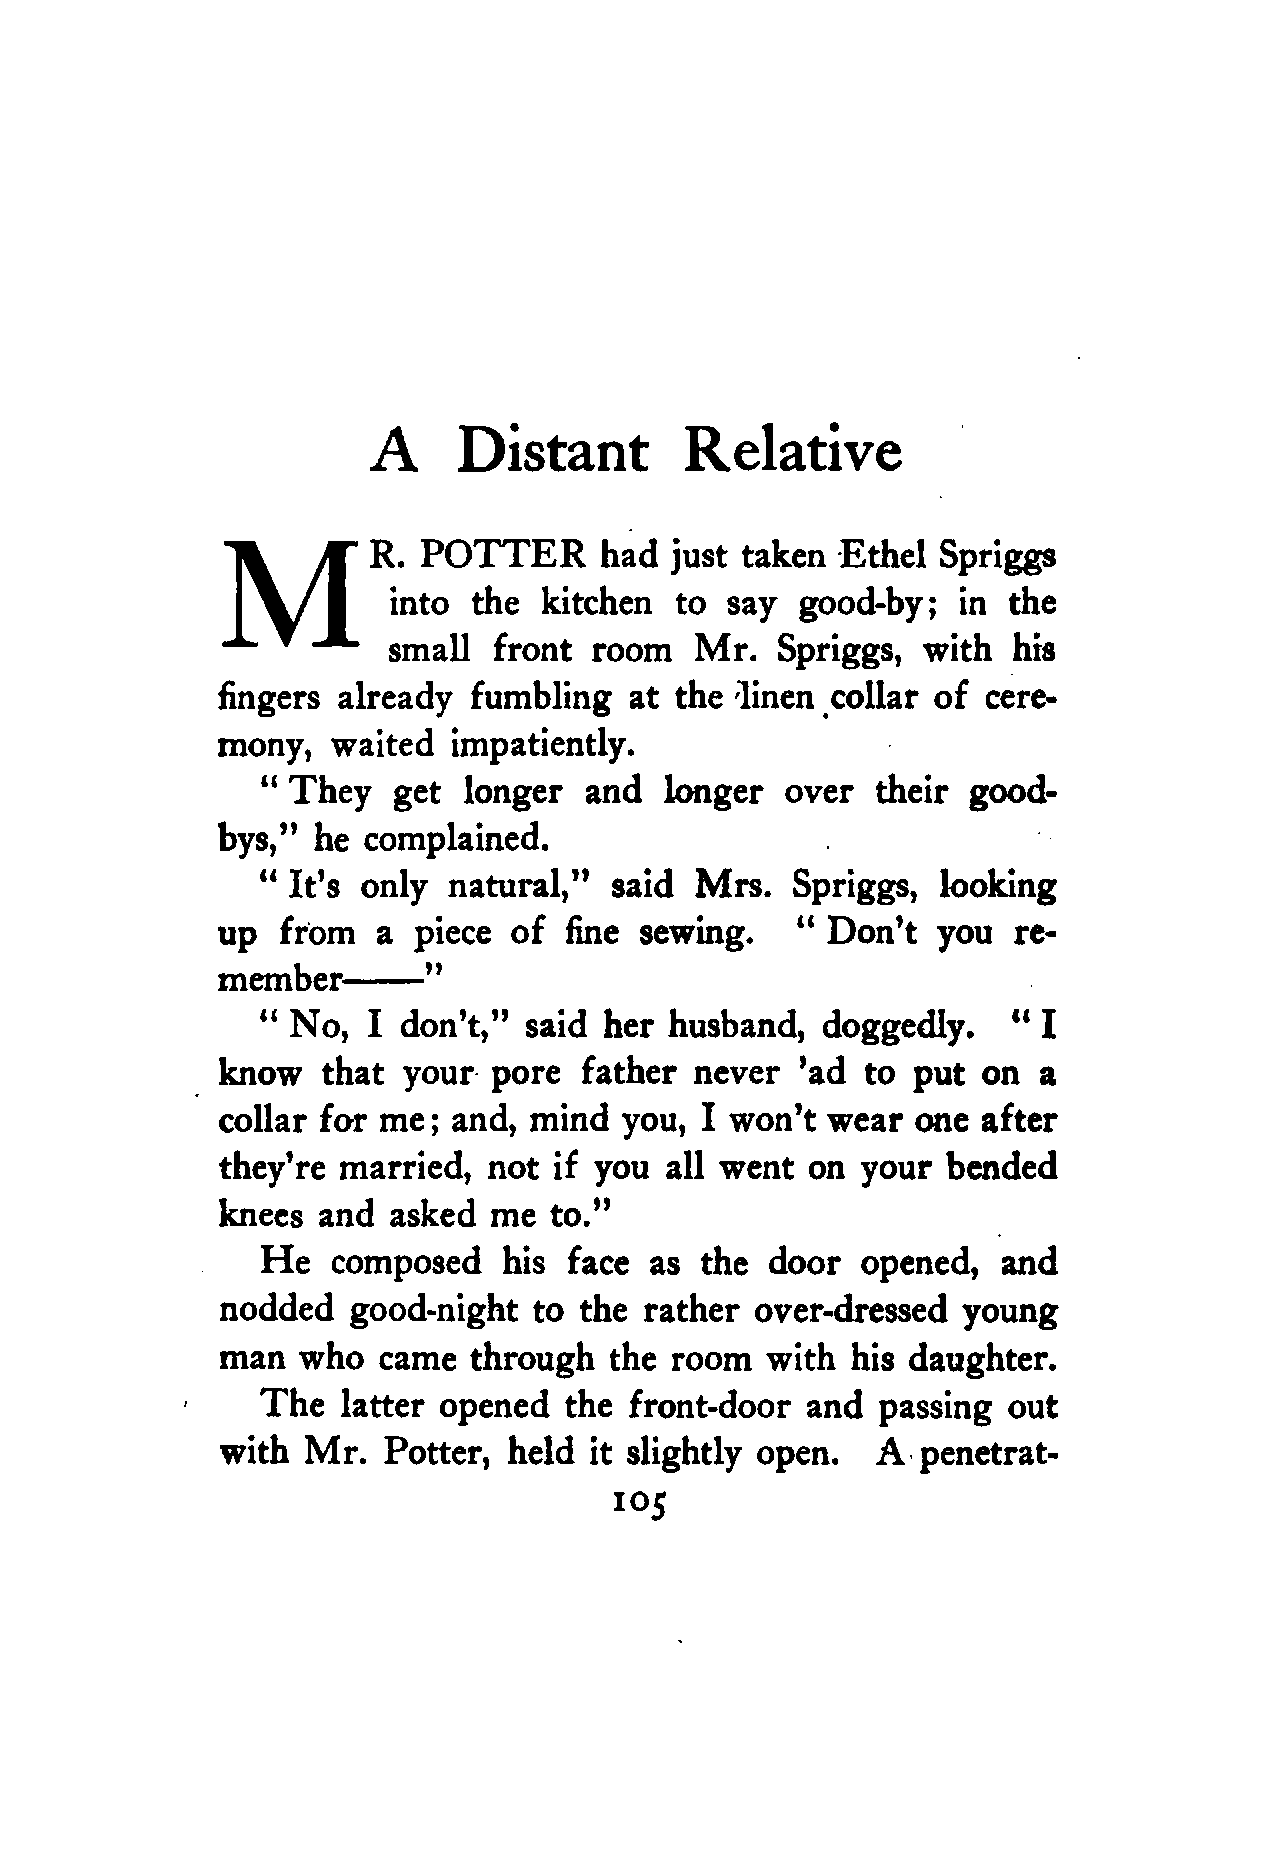 A Distant Relative
MR. POTTER had just taken Ethel Spriggs
into the kitchen to say good-by; in the
small front room Mr. Spriggs, with his
fingers already fumbling at the linen collar of cere-
mony, waited impatiently.
"They get longer and longer over their good-
bys," he complained.
"It's only natural," said Mrs. Spriggs, looking
up from a piece of fine sewing. "Don't you re-
member——"
"No, I don't," said her husband, doggedly. "I
know that your pore father never 'ad to put on a
collar for me; and, mind you, I won't wear one after
they're married, not if you all went on your bended
knees and asked me to."
He composed his face as the door opened, and
nodded good-night to the rather over-dressed young
man who came through the room with his daughter.
The latter opened the front-door and passing out
with Mr. Potter, held it slightly open. A penetrat-
105